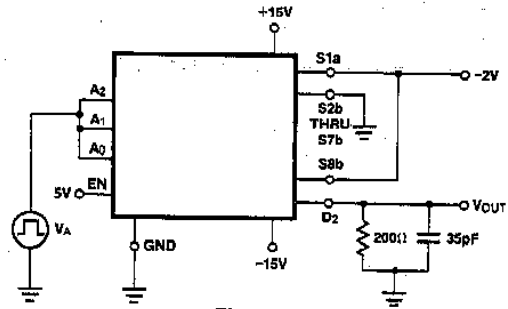 +15V
S1a
−2V
A2
S2b
THRU
S7b
A1
A0
S8b
5V
EN
D2
VOUT
VA
200Ω
35pF
GND
−15V